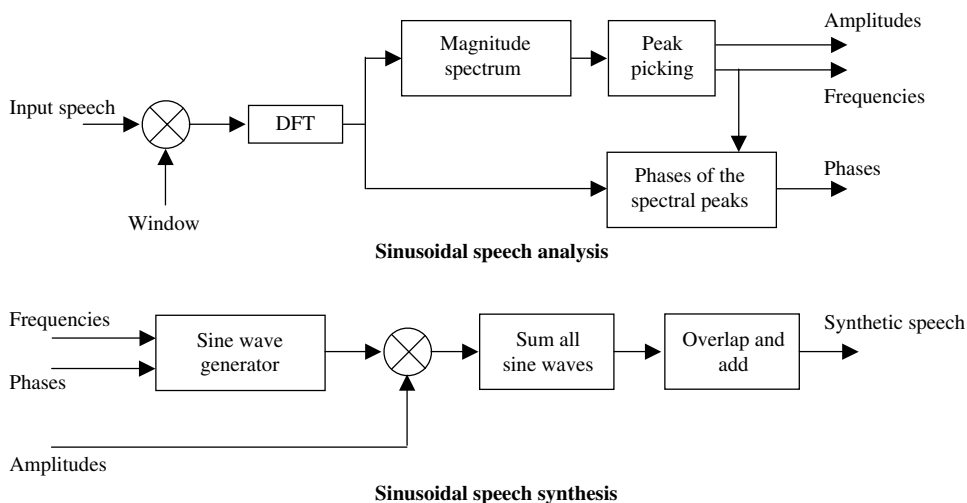 Amplitudes
Magnitude
spectrum
Peak
picking
Frequencies
Input speech
DFT
Phases of the
spectral peaks
Phases
Window
Sinusoidal speech analysis
Frequencies
Sine wave
generator
Sum all
sine waves
Overlap and
add
Synthetic speech
Phases
Amplitudes
Sinusoidal speech synthesis